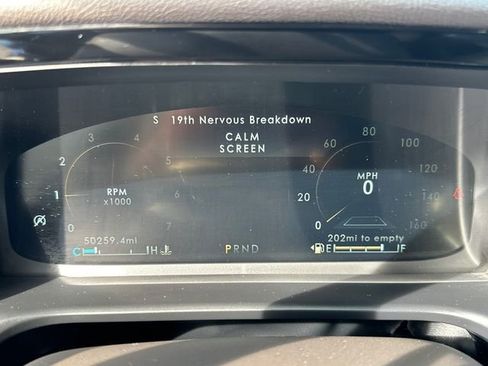 S 19th Nervous Breakdown
CALM
SCREEN
0 1 2 3 4 5 6 7
RPM
x1000
0 20 40 60 80 100 120 140 160
MPH
0
50259.4mi
C H
PRND
202mi to empty
E F